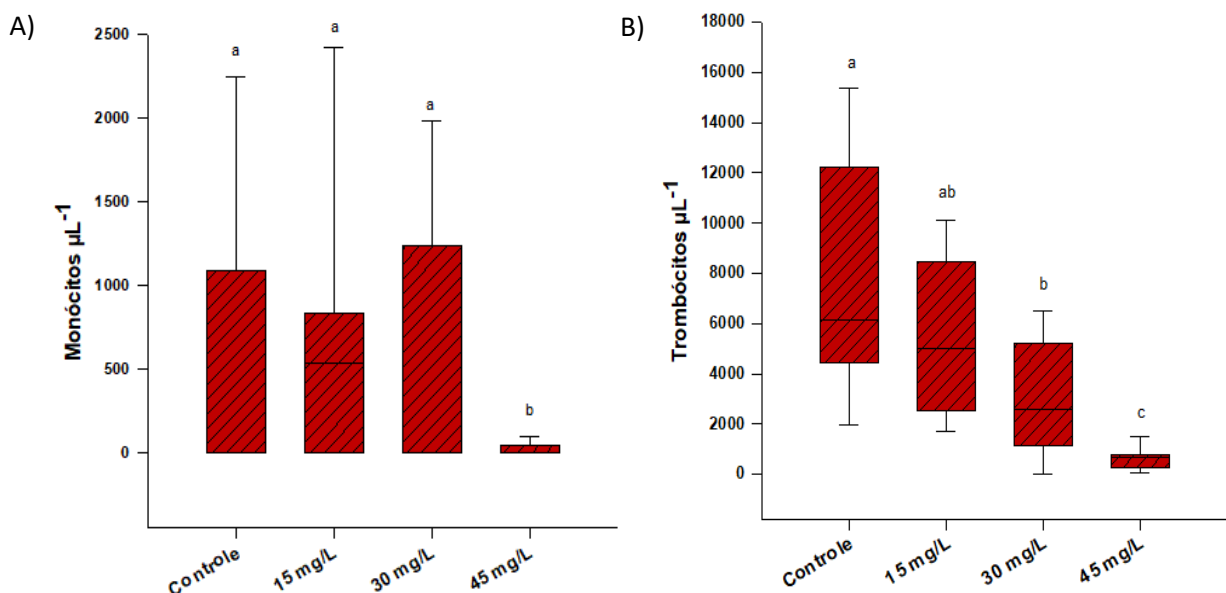 A)
Monócitos µL-1
2500
2000
1500
1000
500
0
a
a
a
b
Controle
15 mg/L
30 mg/L
45 mg/L
B)
Trombócitos µL-1
18000
16000
14000
12000
10000
8000
6000
4000
2000
0
a
ab
b
c
Controle
15 mg/L
30 mg/L
45 mg/L